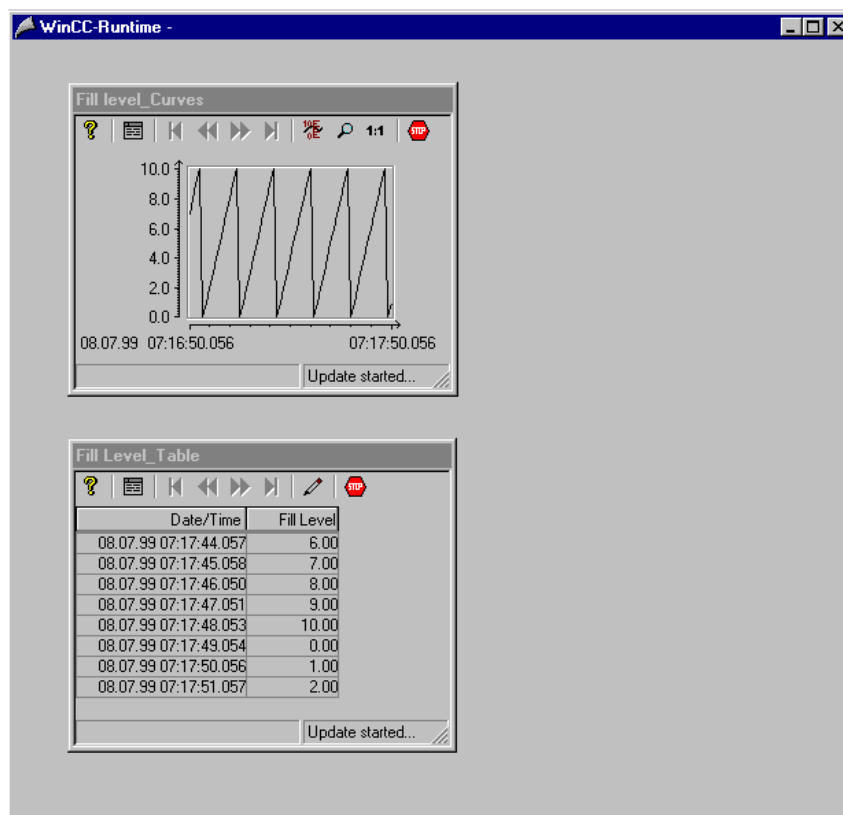 WinCC-Runtime -
Fill level_Curves
1:1 STOP
10.0
8.0
6.0
4.0
2.0
0.0
08.07.99 07:16:50.056 07:17:50.056
Update started...
Fill Level_Table
STOP
Date/Time Fill Level
08.07.99 07:17:44.057 6.00
08.07.99 07:17:45.058 7.00
08.07.99 07:17:46.050 8.00
08.07.99 07:17:47.051 9.00
08.07.99 07:17:48.053 10.00
08.07.99 07:17:49.054 0.00
08.07.99 07:17:50.056 1.00
08.07.99 07:17:51.057 2.00
Update started...